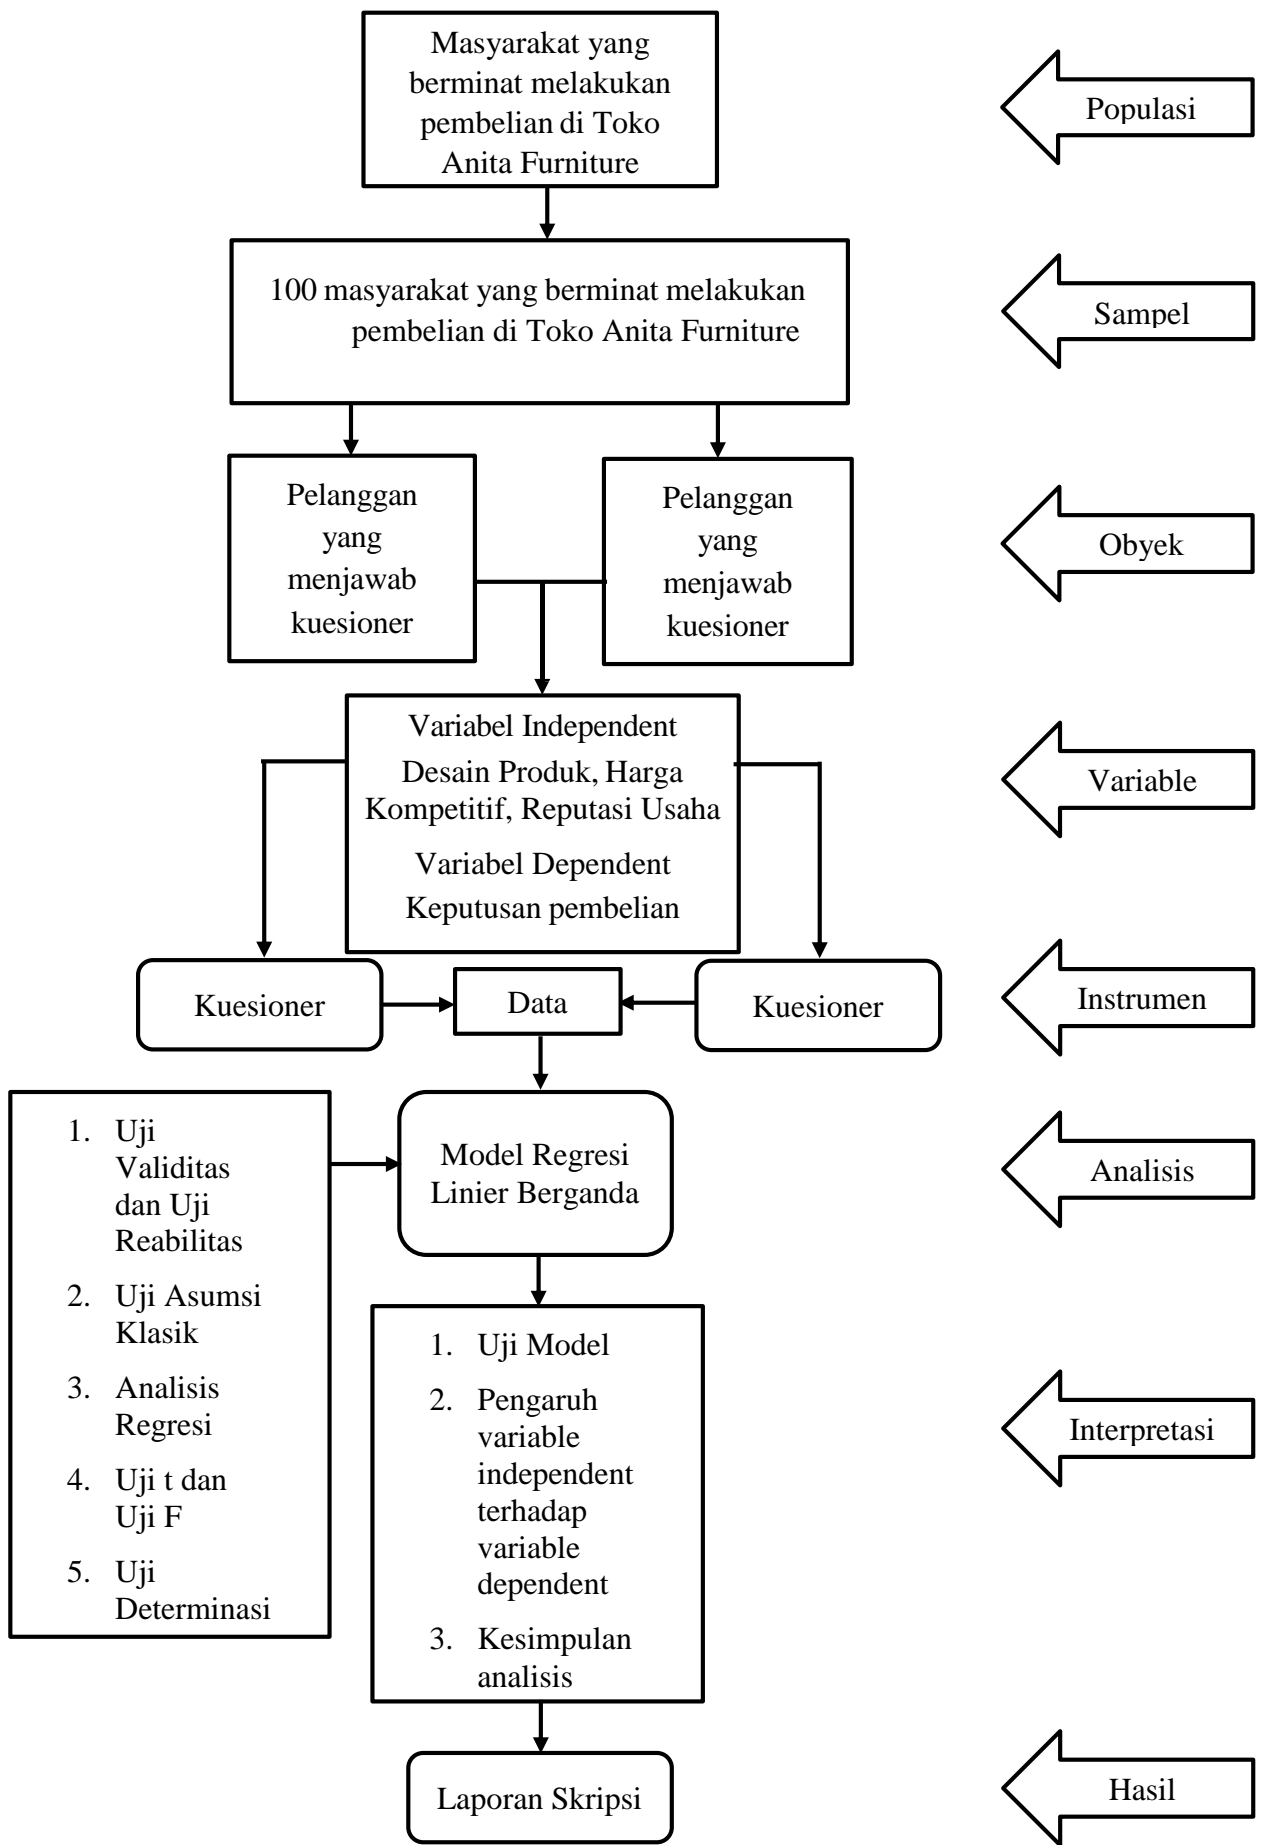 Masyarakat yang
berminat melakukan
pembelian di Toko
Anita Furniture
Populasi
100 masyarakat yang berminat melakukan
pembelian di Toko Anita Furniture
Sampel
Pelanggan
yang
menjawab
kuesioner
Pelanggan
yang
menjawab
kuesioner
Obyek
Variabel Independent
Desain Produk, Harga
Kompetitif, Reputasi Usaha
Variabel Dependent
Keputusan pembelian
Variable
Kuesioner
Data
Kuesioner
Instrumen
1. Uji
Validitas
dan Uji
Reabilitas
2. Uji Asumsi
Klasik
3. Analisis
Regresi
4. Uji t dan
Uji F
5. Uji
Determinasi
Model Regresi
Linier Berganda
Analisis
1. Uji Model
2. Pengaruh
variable
independent
terhadap
variable
dependent
3. Kesimpulan
analisis
Interpretasi
Laporan Skripsi
Hasil